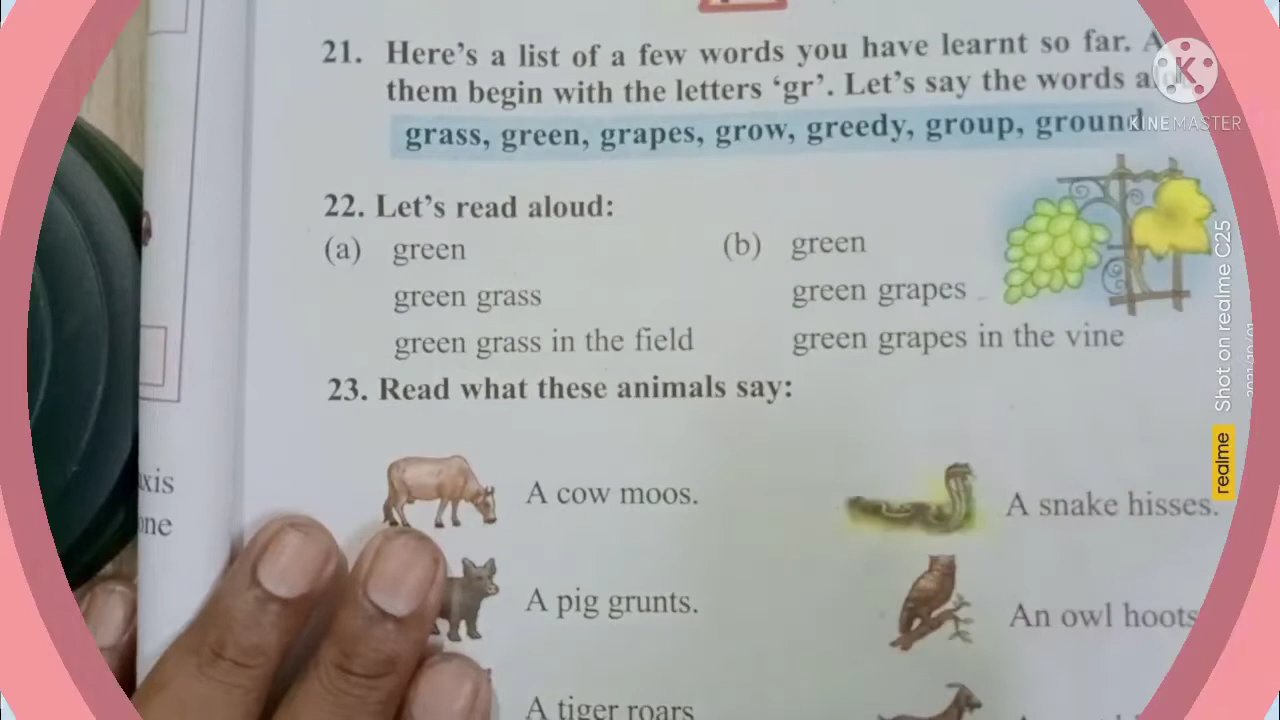 21. Here's a list of a few words you have learnt so far.
them begin with the letters 'gr'. Let's say the words
grass, green, grapes, grow, greedy, group, ground
KINEMASTER
22. Let's read aloud:
(a) green
green grass
green grass in the field
(b) green
green grapes
green grapes in the vine
23. Read what these animals say:
A cow moos.
A snake hisses.
A pig grunts.
An owl hoots
A tiger roars
realme Shot on realme C25
K